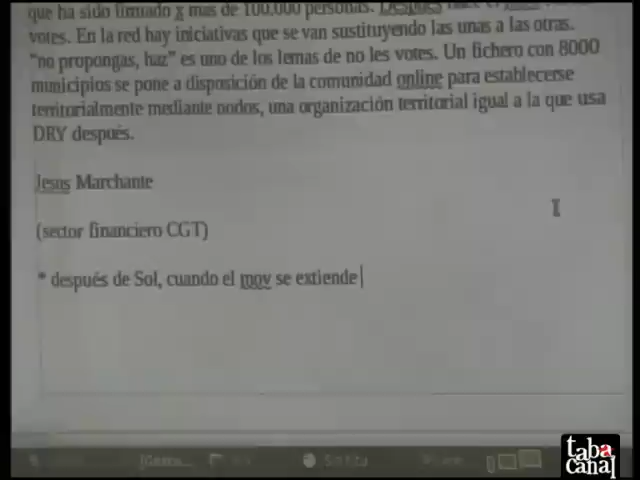 que ha sido firmado x mas de 100.000 personas. Después
votes. En la red hay iniciativas que se van sustituyendo las unas a las otras.
"no propongas, haz" es uno de los lemas de no les votes. Un fichero con 8000
municipios se pone a disposición de la comunidad online para establecerse
territorialmente mediante nodos, una organización territorial igual a la que usa
DRY después.
Jesus Marchante
(sector financiero CGT)
* después de Sol, cuando el mov se extiende
taba
canal